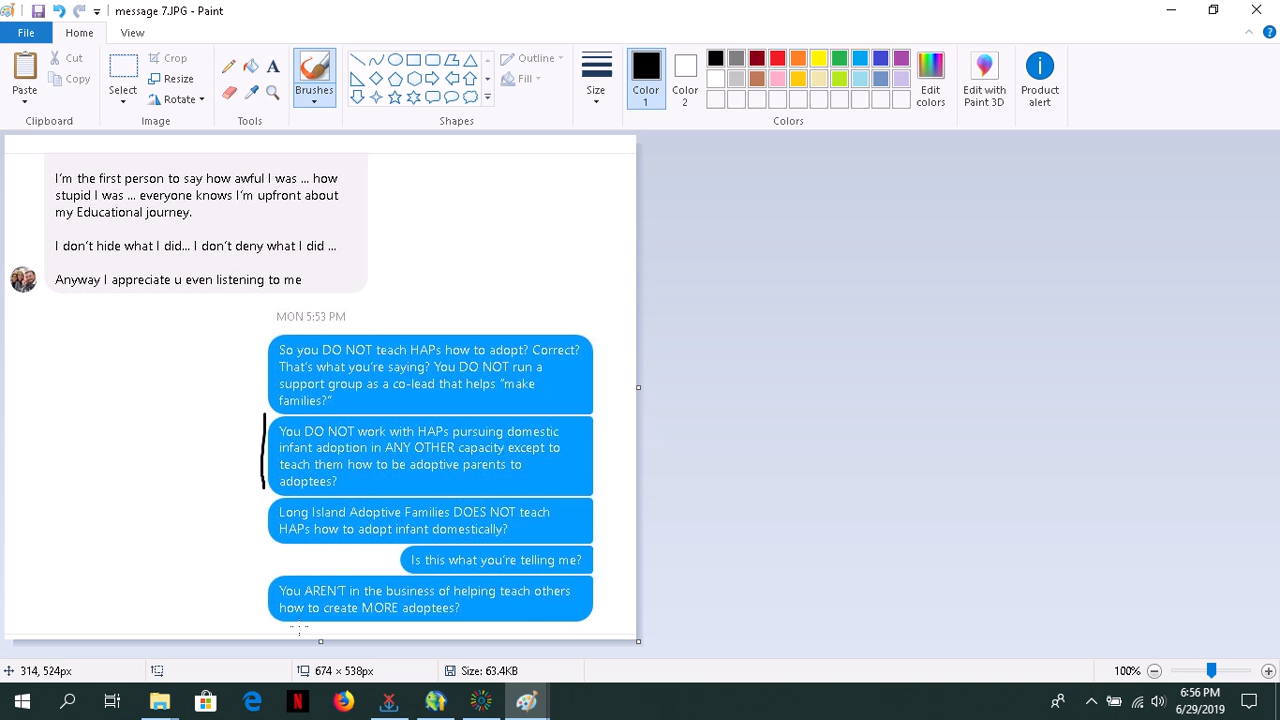 message 7.JPG - Paint
File
Home
View
Paste
Cut
Copy
Clipboard
Select
Crop
Resize
Rotate
Image
A
Tools
Brushes
Shapes
Outline
Fill
Size
Color 1
Color 2
Colors
Edit colors
Edit with Paint 3D
Product alert
I'm the first person to say how awful I was ... how
stupid I was ... everyone knows I'm upfront about
my Educational journey.
I don't hide what I did... I don't deny what I did ...
Anyway I appreciate u even listening to me
MON 5:53 PM
So you DO NOT teach HAPs how to adopt? Correct?
That's what you're saying? You DO NOT run a
support group as a co-lead that helps "make
families?"
You DO NOT work with HAPs pursuing domestic
infant adoption in ANY OTHER capacity except to
teach them how to be adoptive parents to
adoptees?
Long Island Adoptive Families DOES NOT teach
HAPs how to adopt infant domestically?
Is this what you're telling me?
You AREN'T in the business of helping teach others
how to create MORE adoptees?
314, 524px
674 × 538px
Size: 63.4KB
100%
6:56 PM
6/29/2019